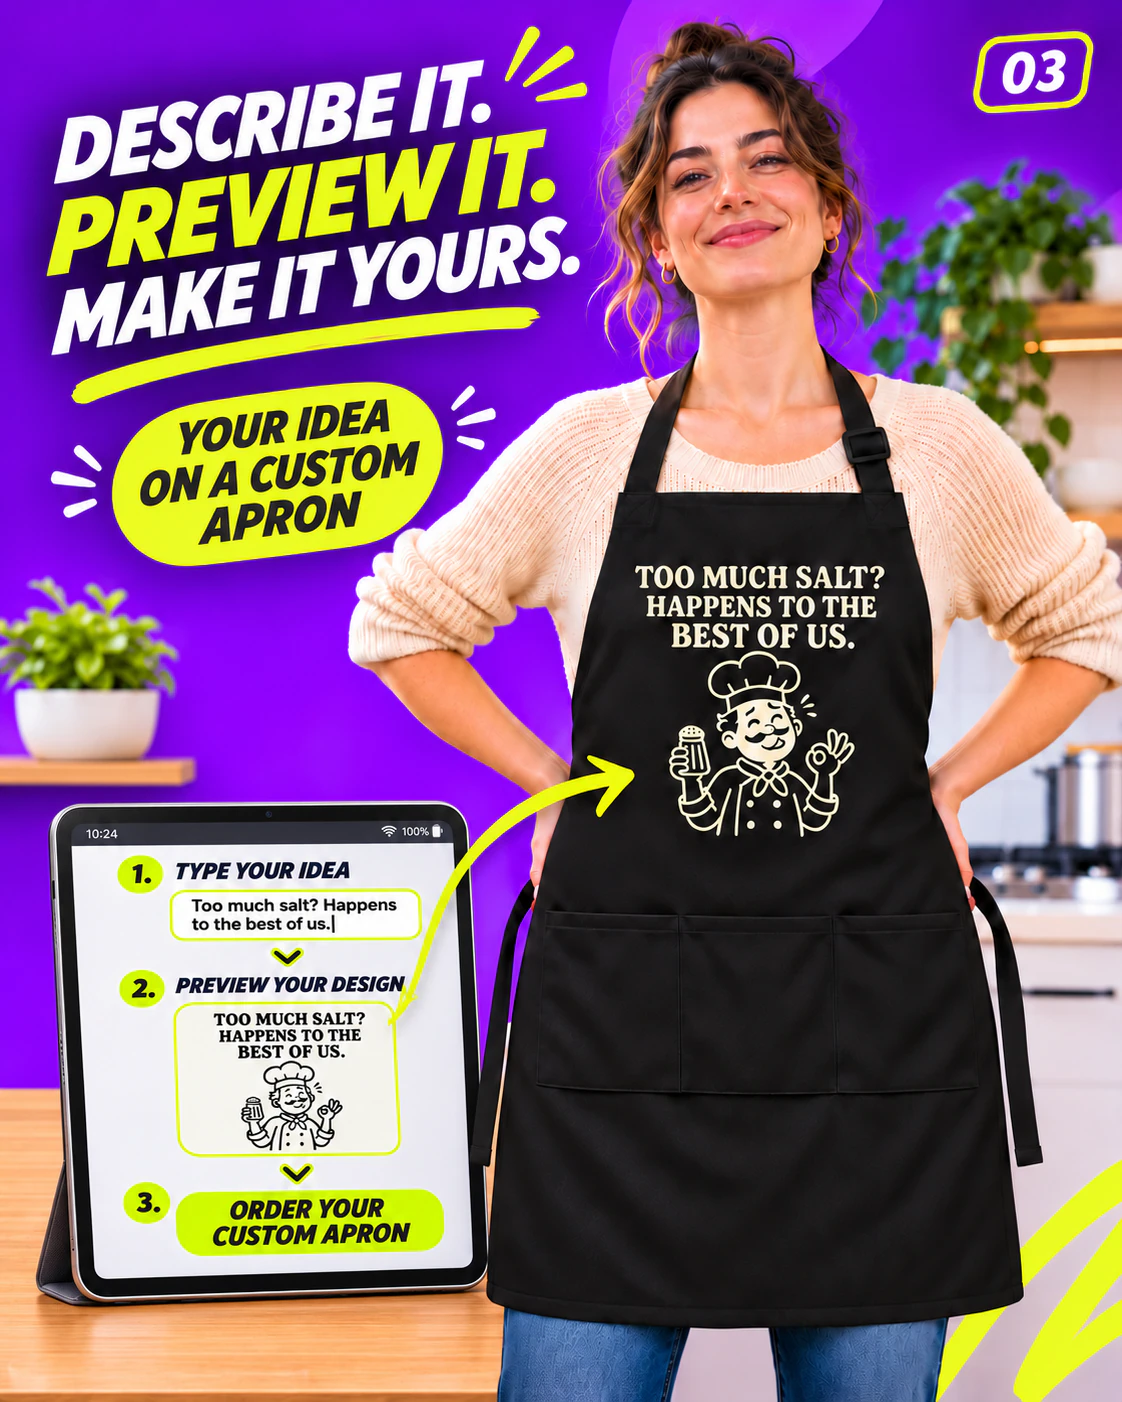 DESCRIBE IT.
PREVIEW IT.
MAKE IT YOURS.
03
YOUR IDEA
ON A CUSTOM
APRON
TOO MUCH SALT?
HAPPENS TO THE
BEST OF US.
10:24
100%
1. TYPE YOUR IDEA
Too much salt? Happens
to the best of us.
2. PREVIEW YOUR DESIGN
TOO MUCH SALT?
HAPPENS TO THE
BEST OF US.
3. ORDER YOUR
CUSTOM APRON